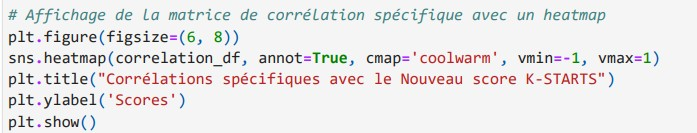 # Affichage de la matrice de corrélation spécifique avec un heatmap
plt.figure(figsize=(6, 8))
sns.heatmap(correlation_df, annot=True, cmap='coolwarm', vmin=-1, vmax=1)
plt.title("Corrélations spécifiques avec le Nouveau score K-STARTS")
plt.ylabel('Scores')
plt.show()